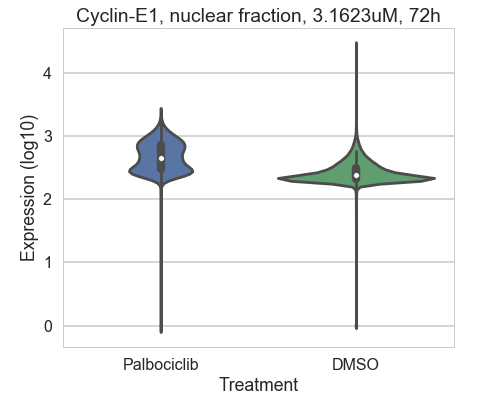 Cyclin-E1, nuclear fraction, 3.1623uM, 72h
Expression (log10)
4
3
2
1
0
Palbociclib DMSO
Treatment